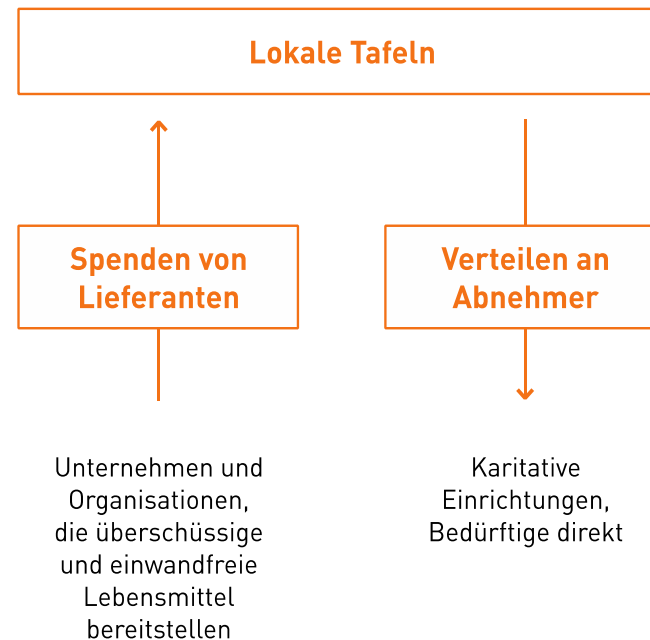 Lokale Tafeln
Spenden von
Lieferanten
Verteilen an
Abnehmer
Unternehmen und
Organisationen,
die überschüssige
und einwandfreie
Lebensmittel
bereitstellen
Karitative
Einrichtungen,
Bedürftige direkt